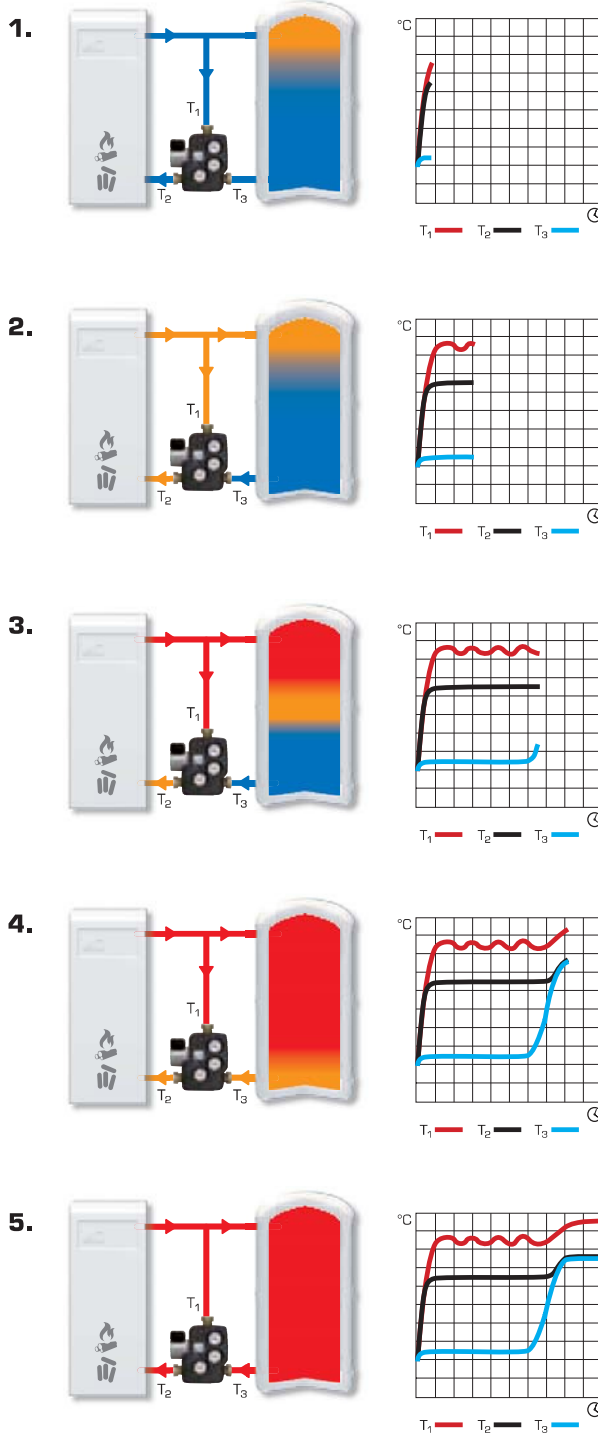 1.
°C
T₁
T₂
T₃
T₁ T₂ T₃
2.
°C
T₁
T₂
T₃
T₁ T₂ T₃
3.
°C
T₁
T₂
T₃
T₁ T₂ T₃
4.
°C
T₁
T₂
T₃
T₁ T₂ T₃
5.
°C
T₁
T₂
T₃
T₁ T₂ T₃